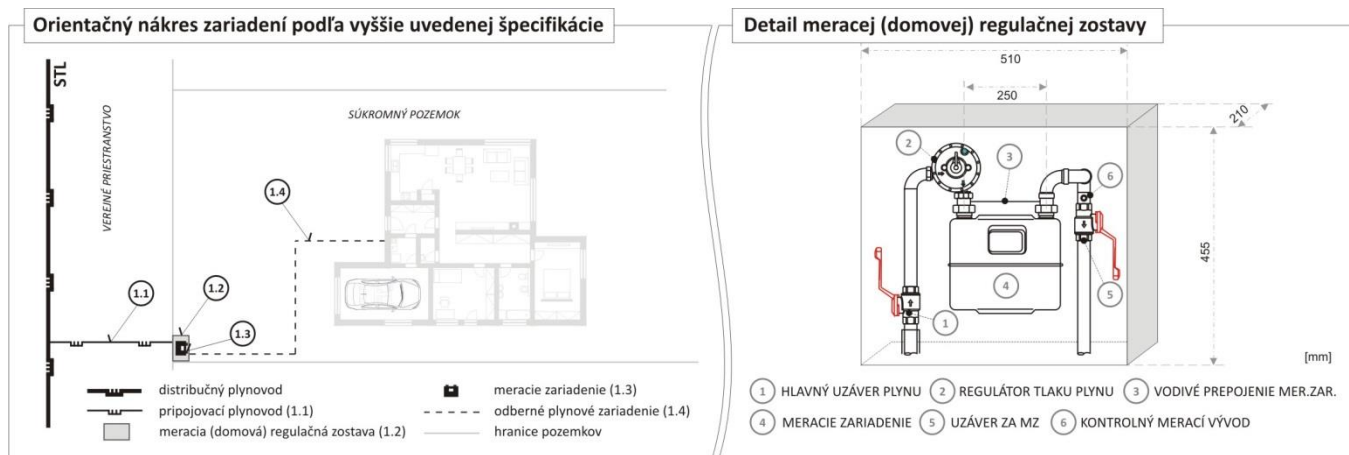 Orientačný nákres zariadení podľa vyššie uvedenej špecifikácie
STL
VEREJNÉ PRIESTRANSTVO
SÚKROMNÝ POZEMOK
1.4
1.1
1.2
1.3
distribučný plynovod
pripojovací plynovod (1.1)
meracia (domová) regulačná zostava (1.2)
meracie zariadenie (1.3)
odberné plynové zariadenie (1.4)
hranice pozemkov
Detail meracej (domovej) regulačnej zostavy
510
250
210
2
3
6
455
4
5
1
[mm]
1 HLAVNÝ UZÁVER PLYNU 2 REGULÁTOR TLAKU PLYNU 3 VODIVÉ PREPOJENIE MER.ZAR.
4 MERACIE ZARIADENIE 5 UZÁVER ZA MZ 6 KONTROLNÝ MERACÍ VÝVOD